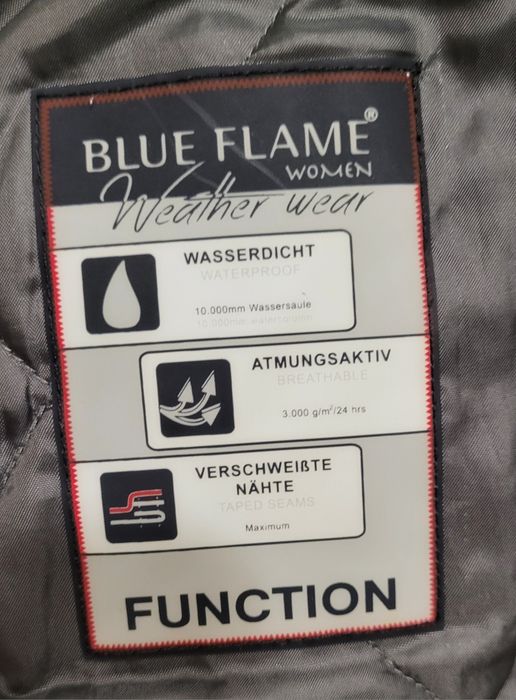 BLUE FLAME®
WOMEN
Weather wear
WASSERDICHT
WATERPROOF
10.000mm Wassersäule
ATMUNGSAKTIV
BREATHABLE
3.000 g/m²/24 hrs
VERSCHWEIßTE
NÄHTE
TAPED SEAMS
Maximum
FUNCTION